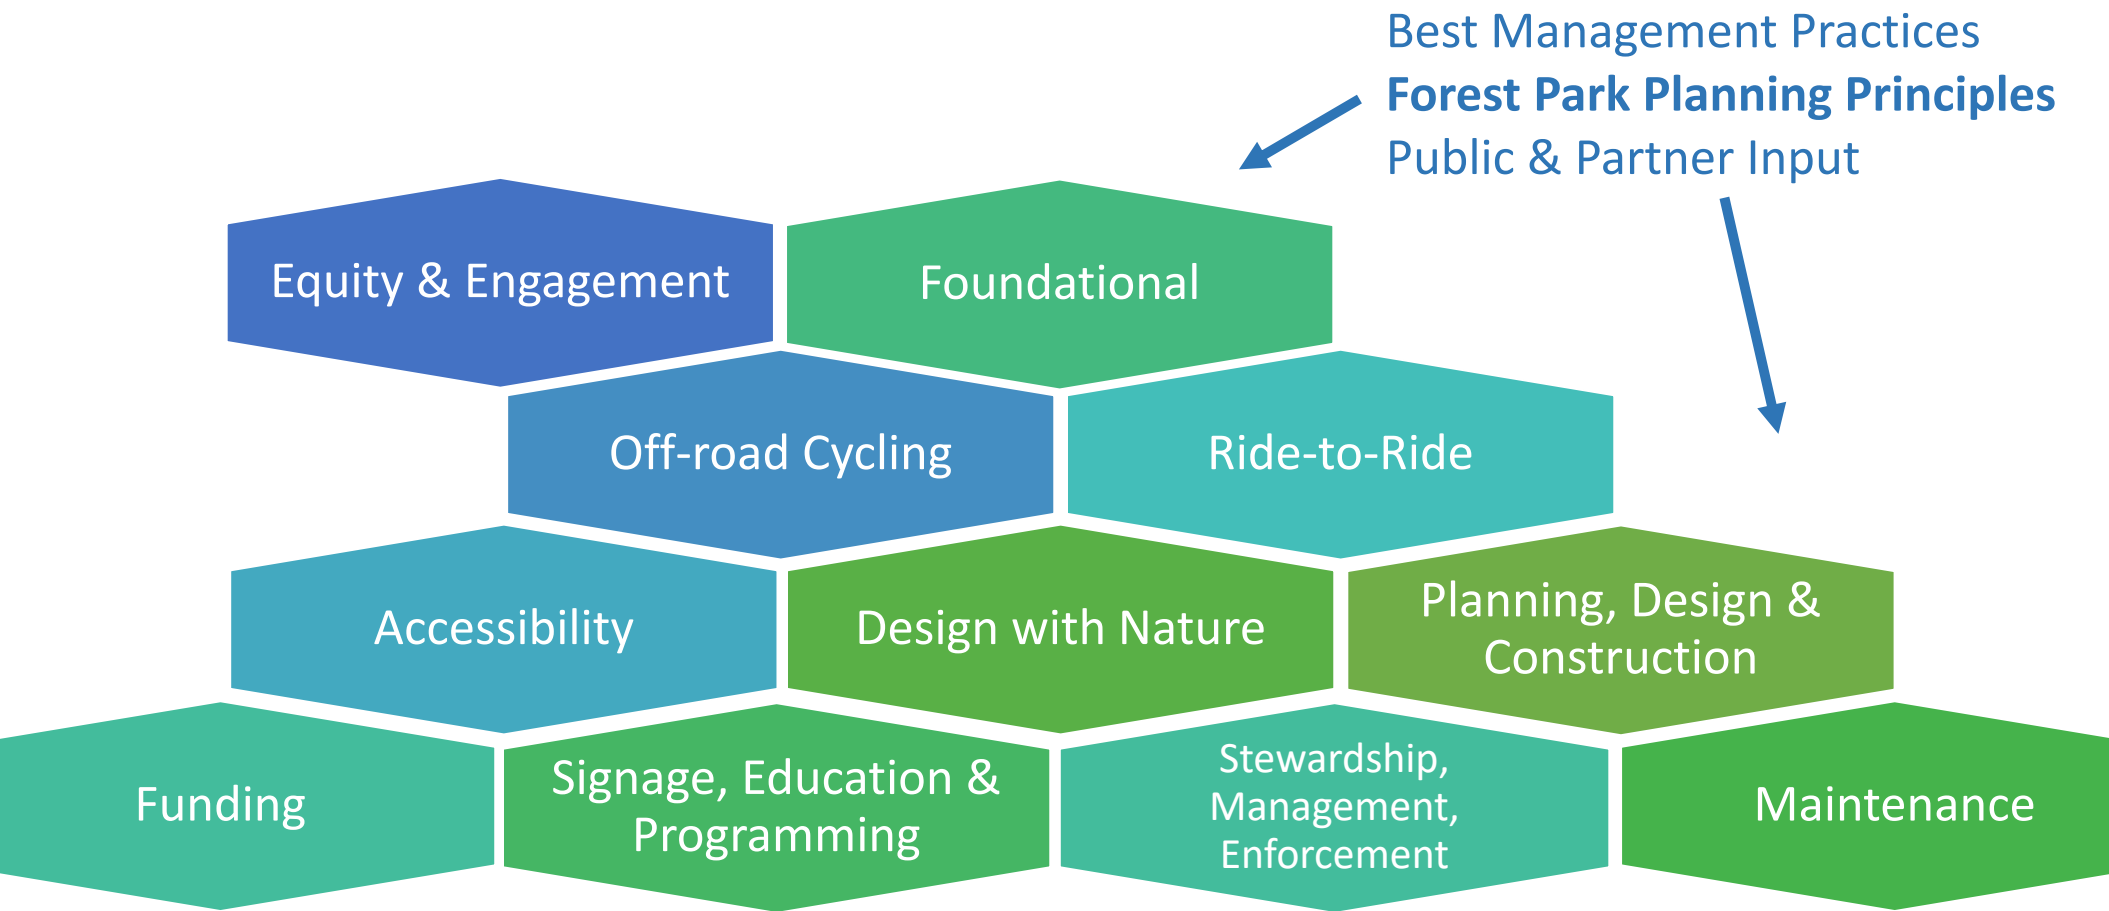 Best Management Practices
Forest Park Planning Principles
Public & Partner Input
Equity & Engagement
Foundational
Off-road Cycling
Ride-to-Ride
Accessibility
Design with Nature
Planning, Design &
Construction
Funding
Signage, Education &
Programming
Stewardship,
Management,
Enforcement
Maintenance